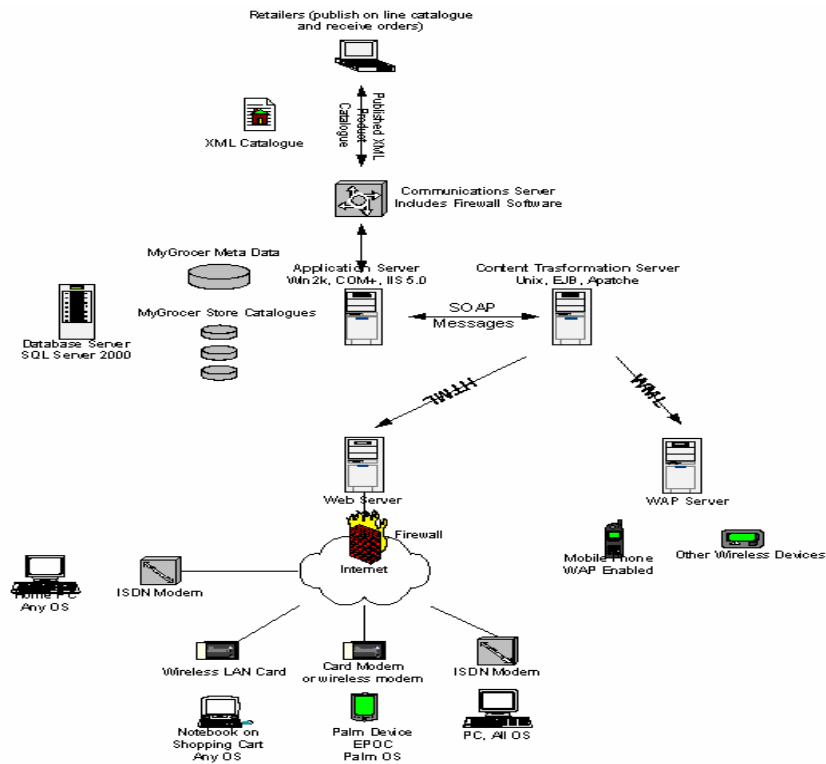 Retailers (publish on line catalogue
and receive orders)
Published XML
Product
Catalogue
XML Catalogue
Communications Server
Includes Firewall Software
MyGrocer Meta Data
Application Server
Win2k, COM+, IIS 5.0
Content Trasformation Server
Unix, EJB, Apatche
MyGrocer Store Catalogues
SOAP
Messages
Database Server
SQL Server 2000
HTML
WML
Web Server
WAP Server
Firewall
Internet
Mobile Phone
WAP Enabled
Other Wireless Devices
Home PC
Any OS
ISDN Modem
Wireless LAN Card
Card Modem
or wireless modem
ISDN Modem
Notebook on
Shopping Cart
Any OS
Palm Device
EPOC
Palm OS
PC, All OS